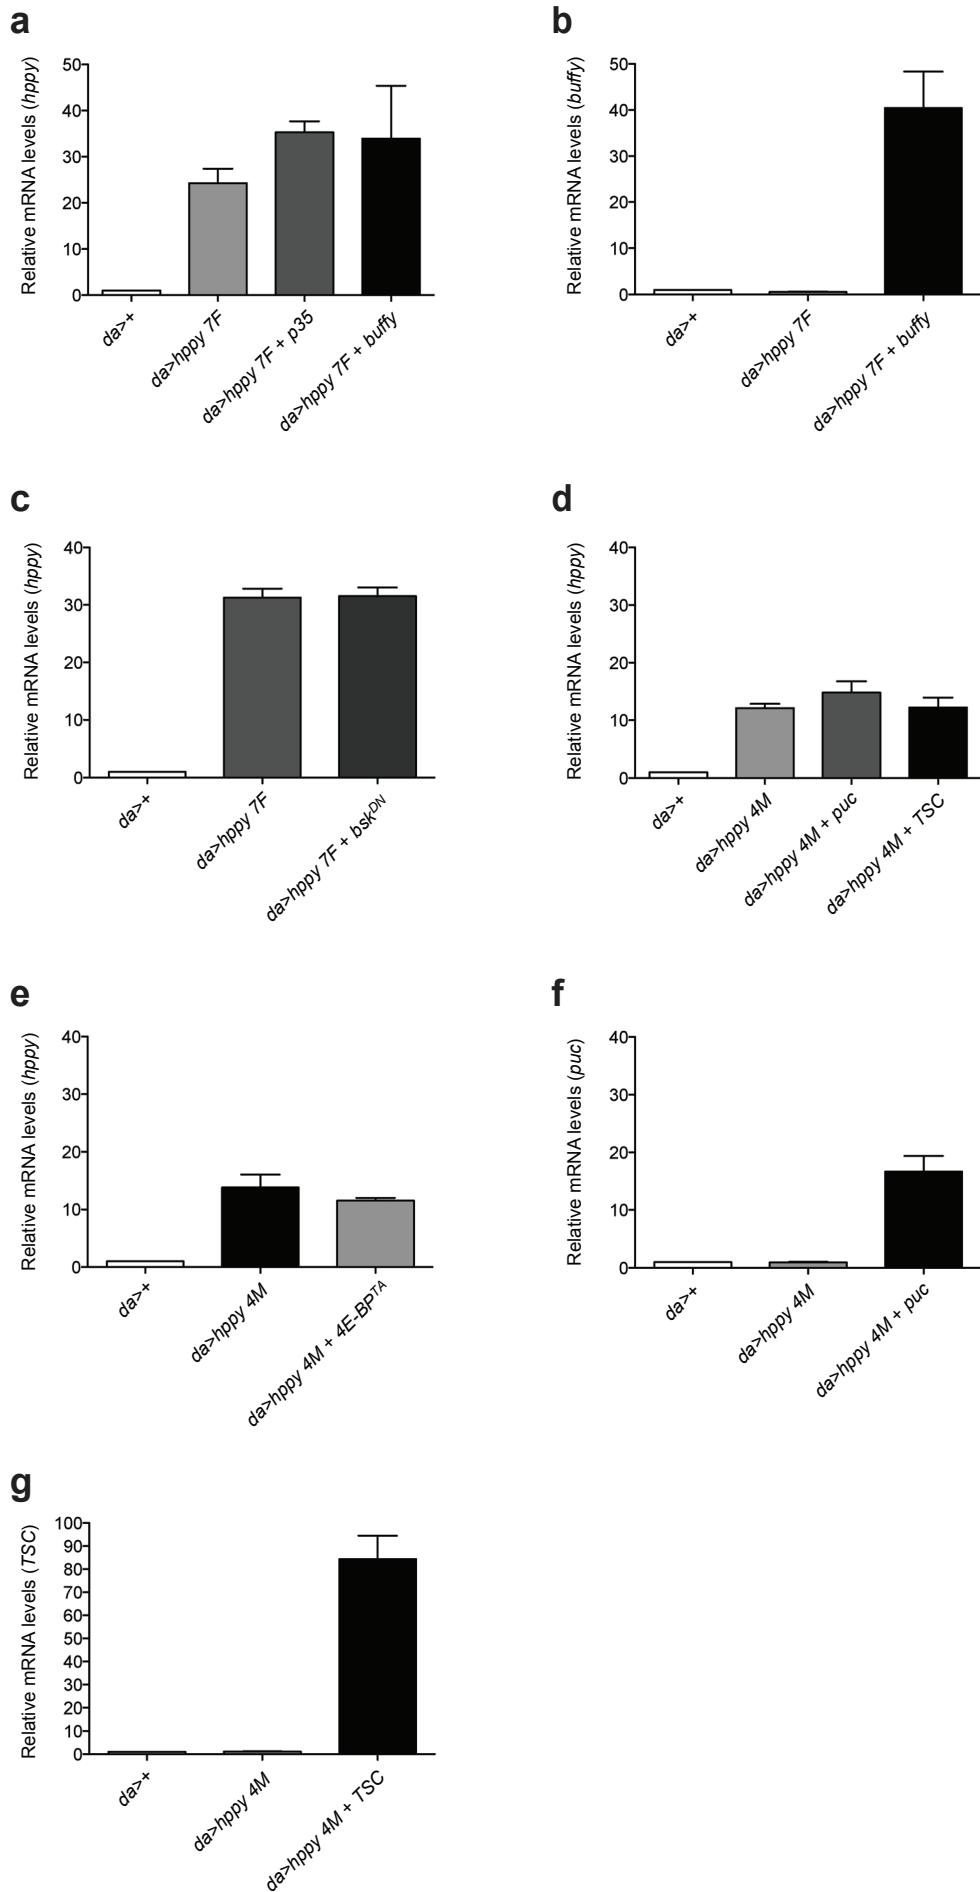 a
Relative mRNA levels (hppy)
50
40
30
20
10
0
da>+
da>hppy 7F
da>hppy 7F + p35
da>hppy 7F + buffy
b
Relative mRNA levels (buffy)
50
40
30
20
10
0
da>+
da>hppy 7F
da>hppy 7F + buffy
c
Relative mRNA levels (hppy)
40
30
20
10
0
da>+
da>hppy 7F
da>hppy 7F + bskDN
d
Relative mRNA levels (hppy)
40
30
20
10
0
da>+
da>hppy 4M
da>hppy 4M + puc
da>hppy 4M + TSC
e
Relative mRNA levels (hppy)
40
30
20
10
0
da>+
da>hppy 4M
da>hppy 4M + 4E-BPTA
f
Relative mRNA levels (puc)
40
30
20
10
0
da>+
da>hppy 4M
da>hppy 4M + puc
g
Relative mRNA levels (TSC)
100
90
80
70
60
50
40
30
20
10
0
da>+
da>hppy 4M
da>hppy 4M + TSC